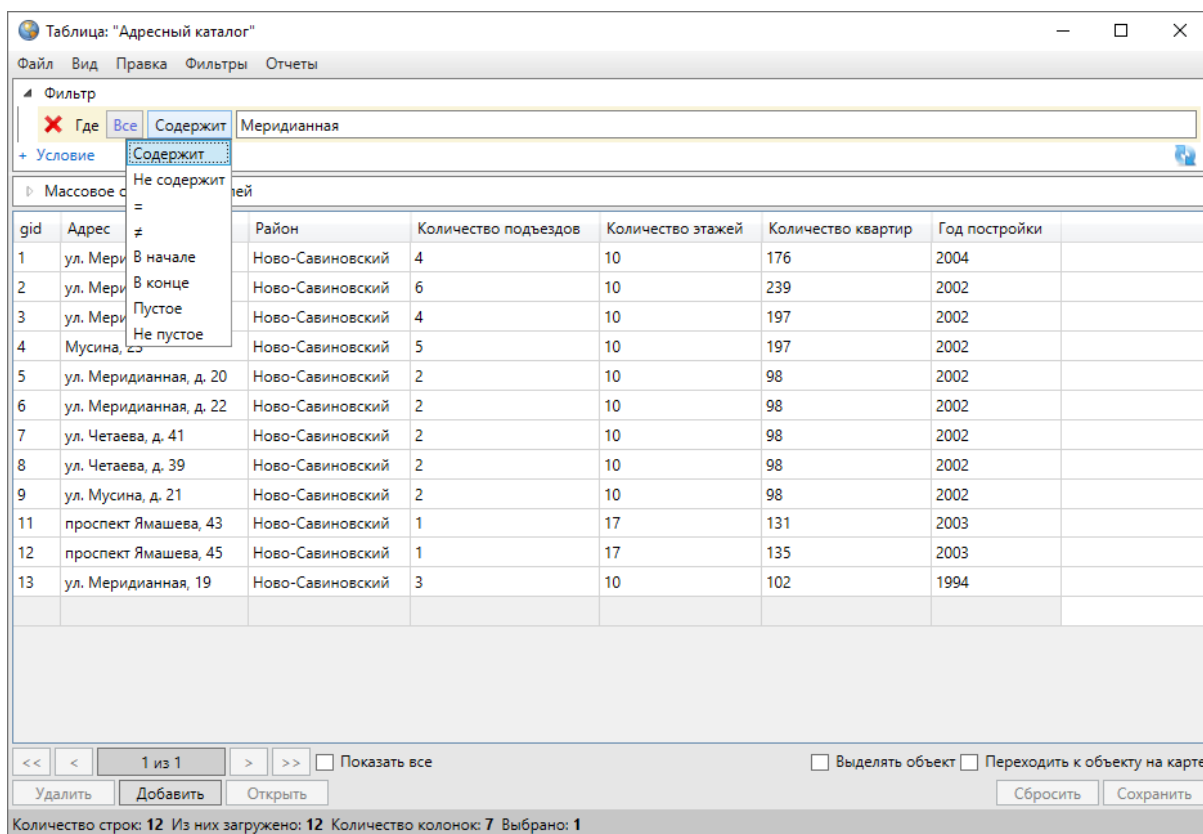 Таблица: "Адресный каталог"
Файл Вид Правка Фильтры Отчеты
Фильтр
Где Все Содержит Меридианная
+ Условие
Содержит
Не содержит
=
≠
В начале
В конце
Пустое
Не пустое
Массовое
gid Адрес Район Количество подъездов Количество этажей Количество квартир Год постройки
1 ул. Ново-Савиновский 4 10 176 2004
2 ул. Ново-Савиновский 6 10 239 2002
3 ул. Ново-Савиновский 4 10 197 2002
4 Мусина, Ново-Савиновский 5 10 197 2002
5 ул. Меридианная, д. 20 Ново-Савиновский 2 10 98 2002
6 ул. Меридианная, д. 22 Ново-Савиновский 2 10 98 2002
7 ул. Четаева, д. 41 Ново-Савиновский 2 10 98 2002
8 ул. Четаева, д. 39 Ново-Савиновский 2 10 98 2002
9 ул. Мусина, д. 21 Ново-Савиновский 2 10 98 2002
11 проспект Ямашева, 43 Ново-Савиновский 1 17 131 2003
12 проспект Ямашева, 45 Ново-Савиновский 1 17 135 2003
13 ул. Меридианная, 19 Ново-Савиновский 3 10 102 1994
<< < 1 из 1 > >> Показать все Выделять объект Переходить к объекту на карте
Удалить Добавить Открыть Сбросить Сохранить
Количество строк: 12 Из них загружено: 12 Количество колонок: 7 Выбрано: 1